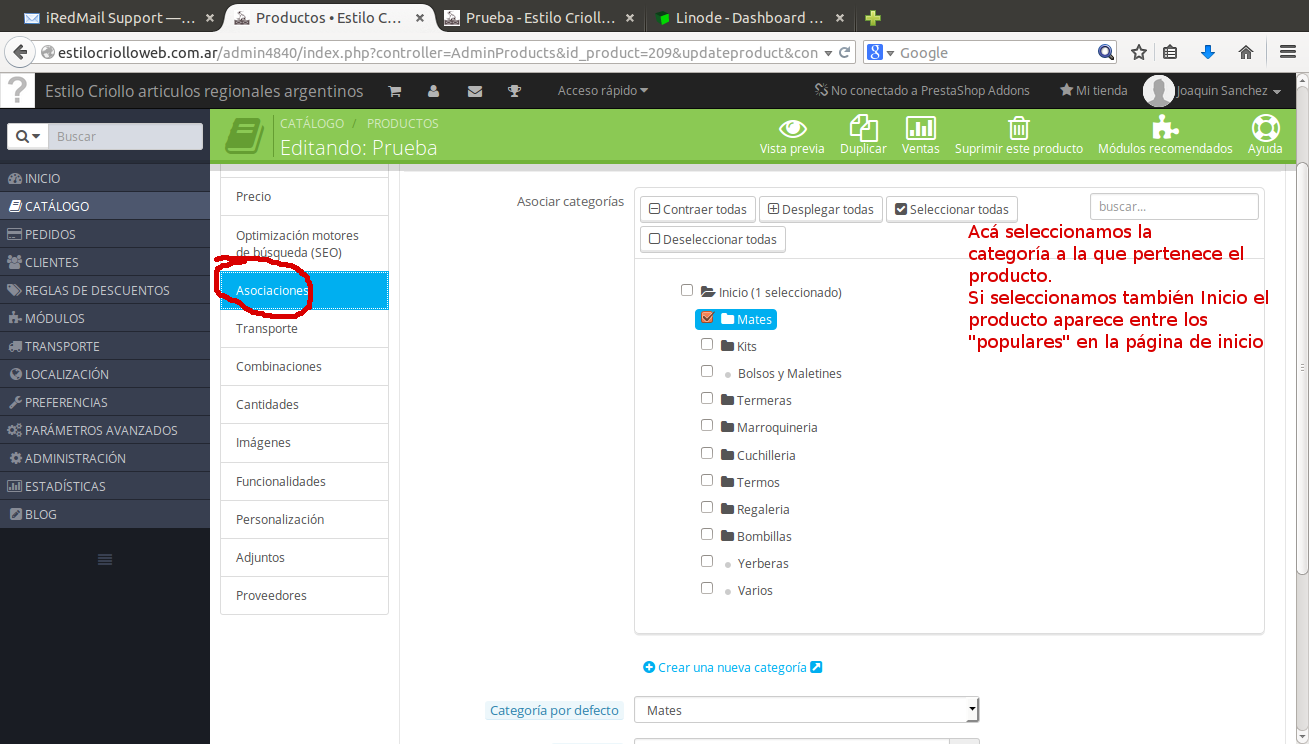 iRedMail Support —...
Productos • Estilo C...
Prueba - Estilo Crioll...
Linode - Dashboard ...
estilocriolloweb.com.ar/admin4840/index.php?controller=AdminProducts&id_product=209&updateproduct&con
Google
? Estilo Criollo articulos regionales argentinos
Acceso rápido
No conectado a PrestaShop Addons
Mi tienda
Joaquin Sanchez
Buscar
CATÁLOGO / PRODUCTOS
Editando: Prueba
Vista previa
Duplicar
Ventas
Suprimir este producto
Módulos recomendados
Ayuda
INICIO
CATÁLOGO
PEDIDOS
CLIENTES
REGLAS DE DESCUENTOS
MÓDULOS
TRANSPORTE
LOCALIZACIÓN
PREFERENCIAS
PARÁMETROS AVANZADOS
ADMINISTRACIÓN
ESTADÍSTICAS
BLOG
Precio
Optimización motores
de búsqueda (SEO)
Asociaciones
Transporte
Combinaciones
Cantidades
Imágenes
Funcionalidades
Personalización
Adjuntos
Proveedores
Asociar categorías
Contraer todas
Desplegar todas
Seleccionar todas
buscar...
Deseleccionar todas
Inicio (1 seleccionado)
Mates
Kits
Bolsos y Maletines
Termeras
Marroquineria
Cuchilleria
Termos
Regaleria
Bombillas
Yerberas
Varios
Acá seleccionamos la
categoría a la que pertenece el
producto.
Si seleccionamos también Inicio el
producto aparece entre los
"populares" en la página de inicio
Crear una nueva categoría
Categoría por defecto
Mates